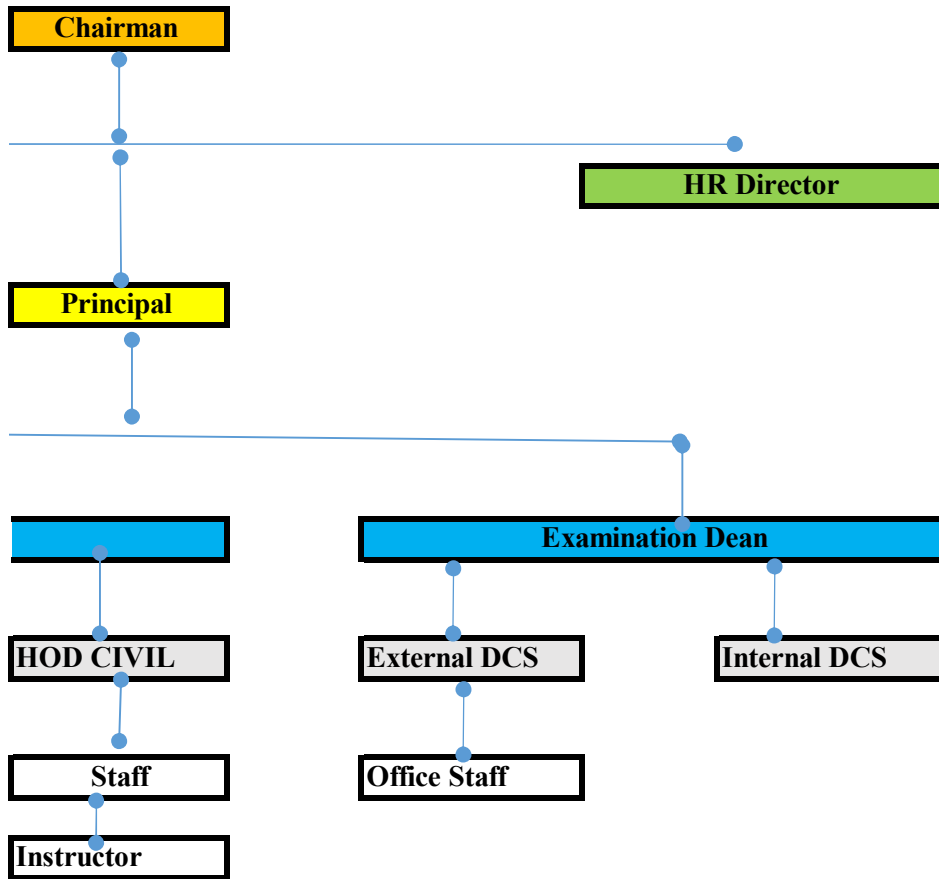 Chairman
HR Director
Principal
Examination Dean
HOD CIVIL
External DCS
Internal DCS
Staff
Office Staff
Instructor